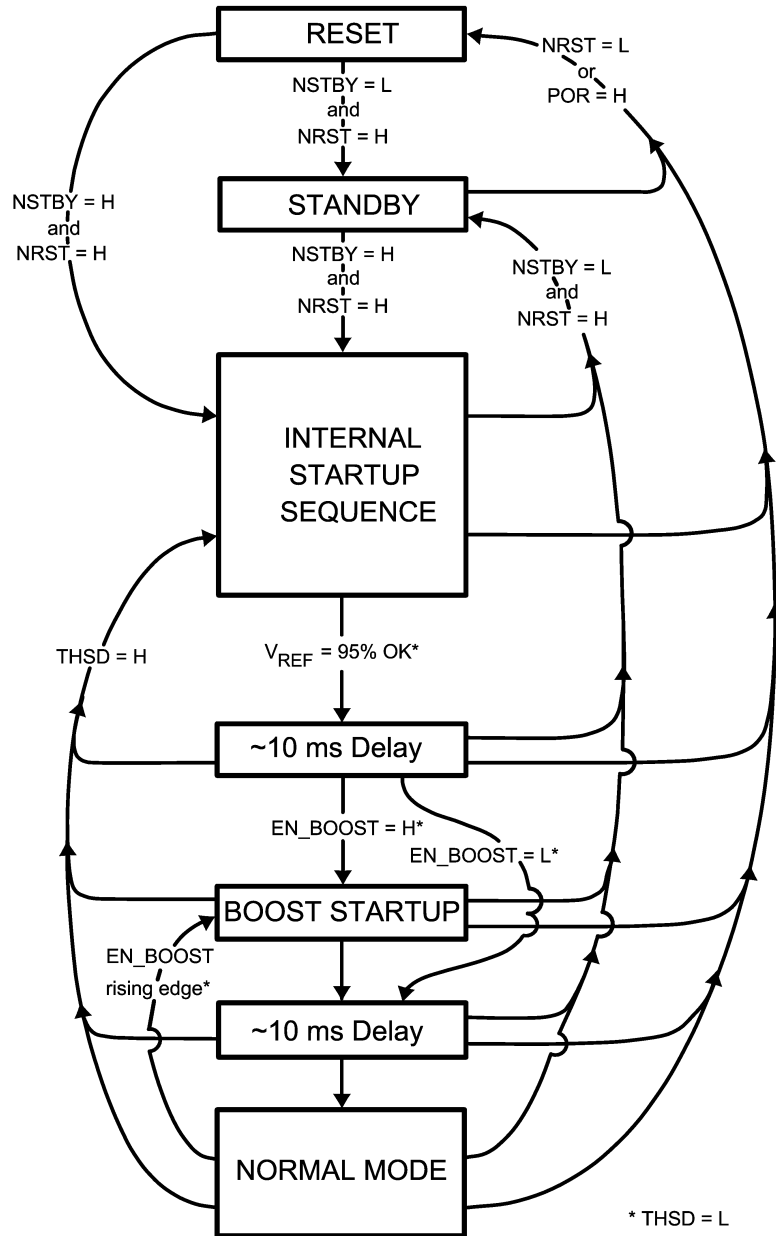 RESET
NRST = L
or
POR = H
NSTBY = L
and
NRST = H
STANDBY
NSTBY = H
and
NRST = H
NSTBY = H
and
NRST = H
NSTBY = L
and
NRST = H
INTERNAL
STARTUP
SEQUENCE
THSD = H
VREF = 95% OK*
~10 ms Delay
EN_BOOST = H*
EN_BOOST = L*
BOOST STARTUP
EN_BOOST
rising edge*
~10 ms Delay
NORMAL MODE
* THSD = L